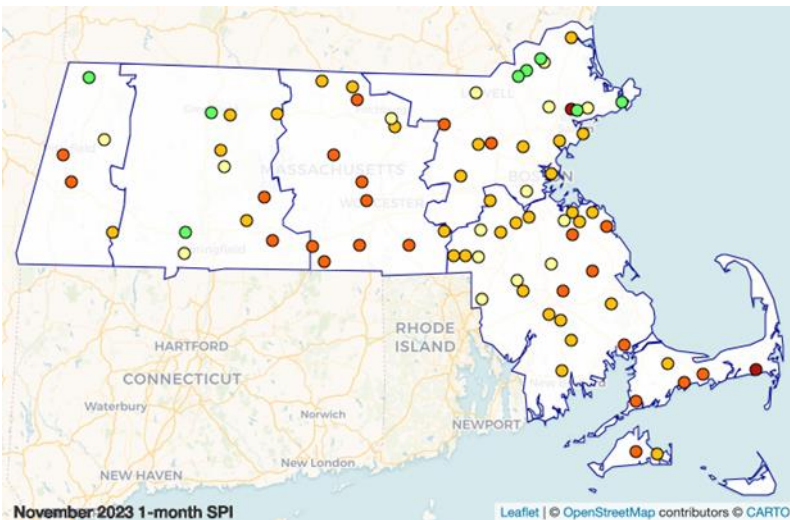 LOWELL
MASSACHUSETTS
BOSTON
WORCESTER
Springfield
RHODE
ISLAND
HARTFORD
CONNECTICUT
Waterbury
Norwich
NEWPORT
New London
NEW HAVEN
November 2023 1-month SPI
Leaflet | © OpenStreetMap contributors © CARTO